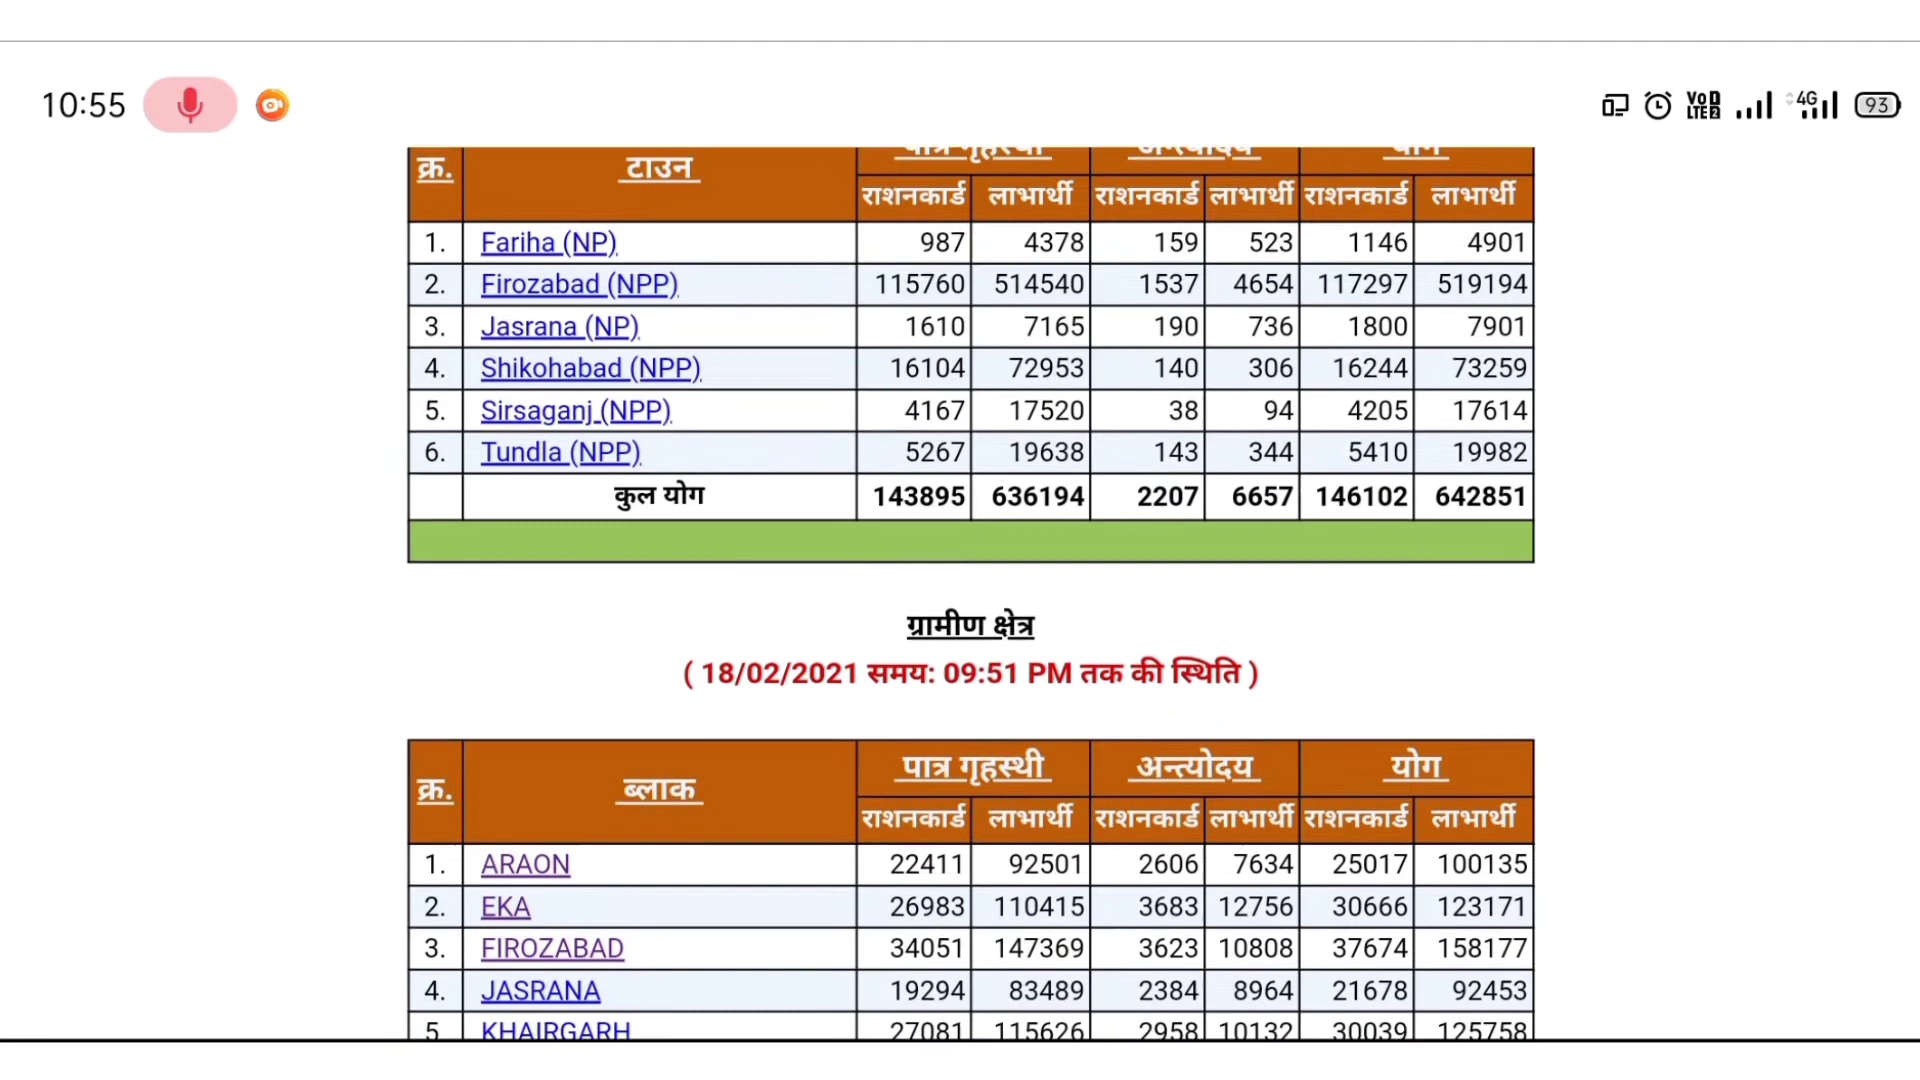 10:55 VoD LTE2 4G 93
क्र. टाउन पात्र गृहस्थी अन्त्योदय योग
राशनकार्ड लाभार्थी राशनकार्ड लाभार्थी राशनकार्ड लाभार्थी
1. Fariha (NP) 987 4378 159 523 1146 4901
2. Firozabad (NPP) 115760 514540 1537 4654 117297 519194
3. Jasrana (NP) 1610 7165 190 736 1800 7901
4. Shikohabad (NPP) 16104 72953 140 306 16244 73259
5. Sirsaganj (NPP) 4167 17520 38 94 4205 17614
6. Tundla (NPP) 5267 19638 143 344 5410 19982
कुल योग 143895 636194 2207 6657 146102 642851
ग्रामीण क्षेत्र
( 18/02/2021 समय: 09:51 PM तक की स्थिति )
क्र. ब्लाक पात्र गृहस्थी अन्त्योदय योग
राशनकार्ड लाभार्थी राशनकार्ड लाभार्थी राशनकार्ड लाभार्थी
1. ARAON 22411 92501 2606 7634 25017 100135
2. EKA 26983 110415 3683 12756 30666 123171
3. FIROZABAD 34051 147369 3623 10808 37674 158177
4. JASRANA 19294 83489 2384 8964 21678 92453
5 KHAIRGARH 27081 115626 2958 10132 30039 125758